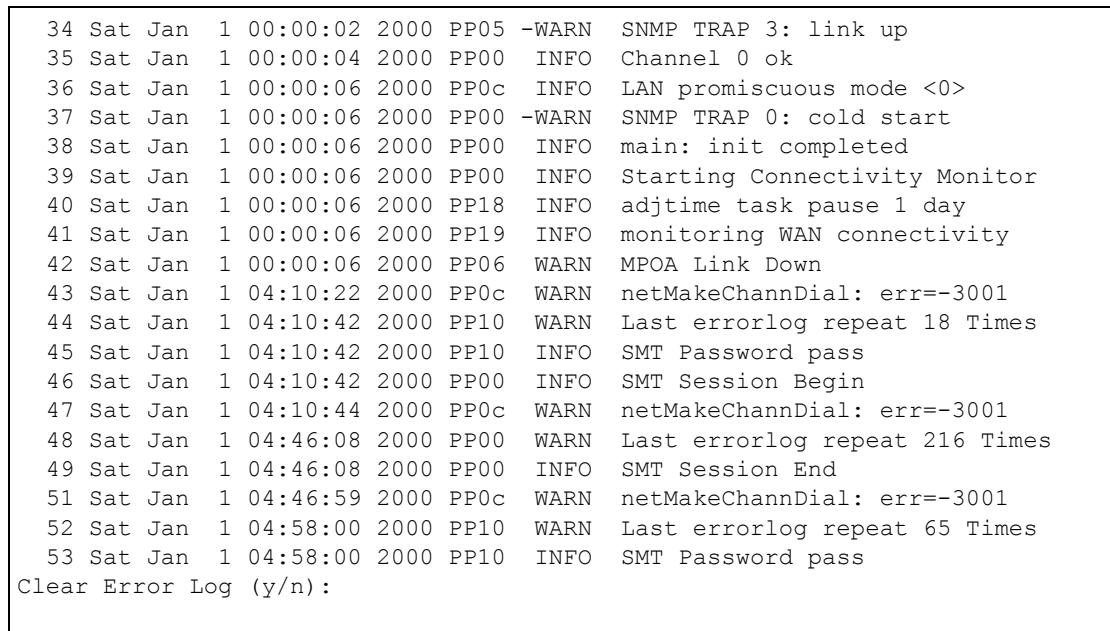 34 Sat Jan  1 00:00:02 2000 PP05 -WARN  SNMP TRAP 3: link up
35 Sat Jan  1 00:00:04 2000 PP00  INFO  Channel 0 ok
36 Sat Jan  1 00:00:06 2000 PP0c  INFO  LAN promiscuous mode <0>
37 Sat Jan  1 00:00:06 2000 PP00 -WARN  SNMP TRAP 0: cold start
38 Sat Jan  1 00:00:06 2000 PP00  INFO  main: init completed
39 Sat Jan  1 00:00:06 2000 PP00  INFO  Starting Connectivity Monitor
40 Sat Jan  1 00:00:06 2000 PP18  INFO  adjtime task pause 1 day
41 Sat Jan  1 00:00:06 2000 PP19  INFO  monitoring WAN connectivity
42 Sat Jan  1 00:00:06 2000 PP06  WARN  MPOA Link Down
43 Sat Jan  1 04:10:22 2000 PP0c  WARN  netMakeChannDial: err=-3001
44 Sat Jan  1 04:10:42 2000 PP10  WARN  Last errorlog repeat 18 Times
45 Sat Jan  1 04:10:42 2000 PP10  INFO  SMT Password pass
46 Sat Jan  1 04:10:42 2000 PP00  INFO  SMT Session Begin
47 Sat Jan  1 04:10:44 2000 PP0c  WARN  netMakeChannDial: err=-3001
48 Sat Jan  1 04:46:08 2000 PP00  WARN  Last errorlog repeat 216 Times
49 Sat Jan  1 04:46:08 2000 PP00  INFO  SMT Session End
51 Sat Jan  1 04:46:59 2000 PP0c  WARN  netMakeChannDial: err=-3001
52 Sat Jan  1 04:58:00 2000 PP10  WARN  Last errorlog repeat 65 Times
53 Sat Jan  1 04:58:00 2000 PP10  INFO  SMT Password pass
Clear Error Log (y/n):